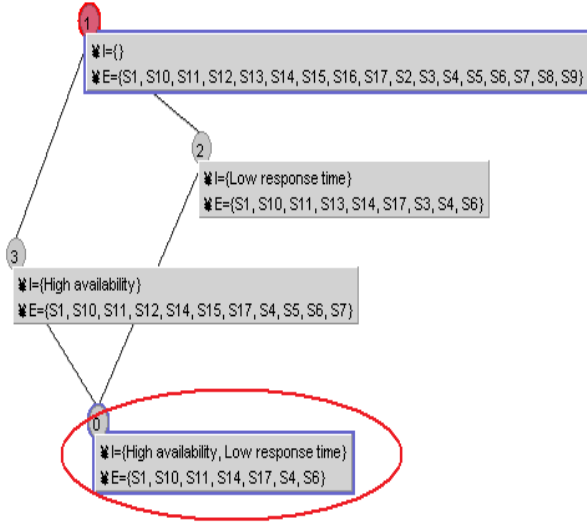 1
¥ I={}
¥ E={S1, S10, S11, S12, S13, S14, S15, S16, S17, S2, S3, S4, S5, S6, S7, S8, S9}
2
¥ I={Low response time}
¥ E={S1, S10, S11, S13, S14, S17, S3, S4, S6}
3
¥ I={High availability}
¥ E={S1, S10, S11, S12, S14, S15, S17, S4, S5, S6, S7}
0
¥ I={High availability, Low response time}
¥ E={S1, S10, S11, S14, S17, S4, S6}